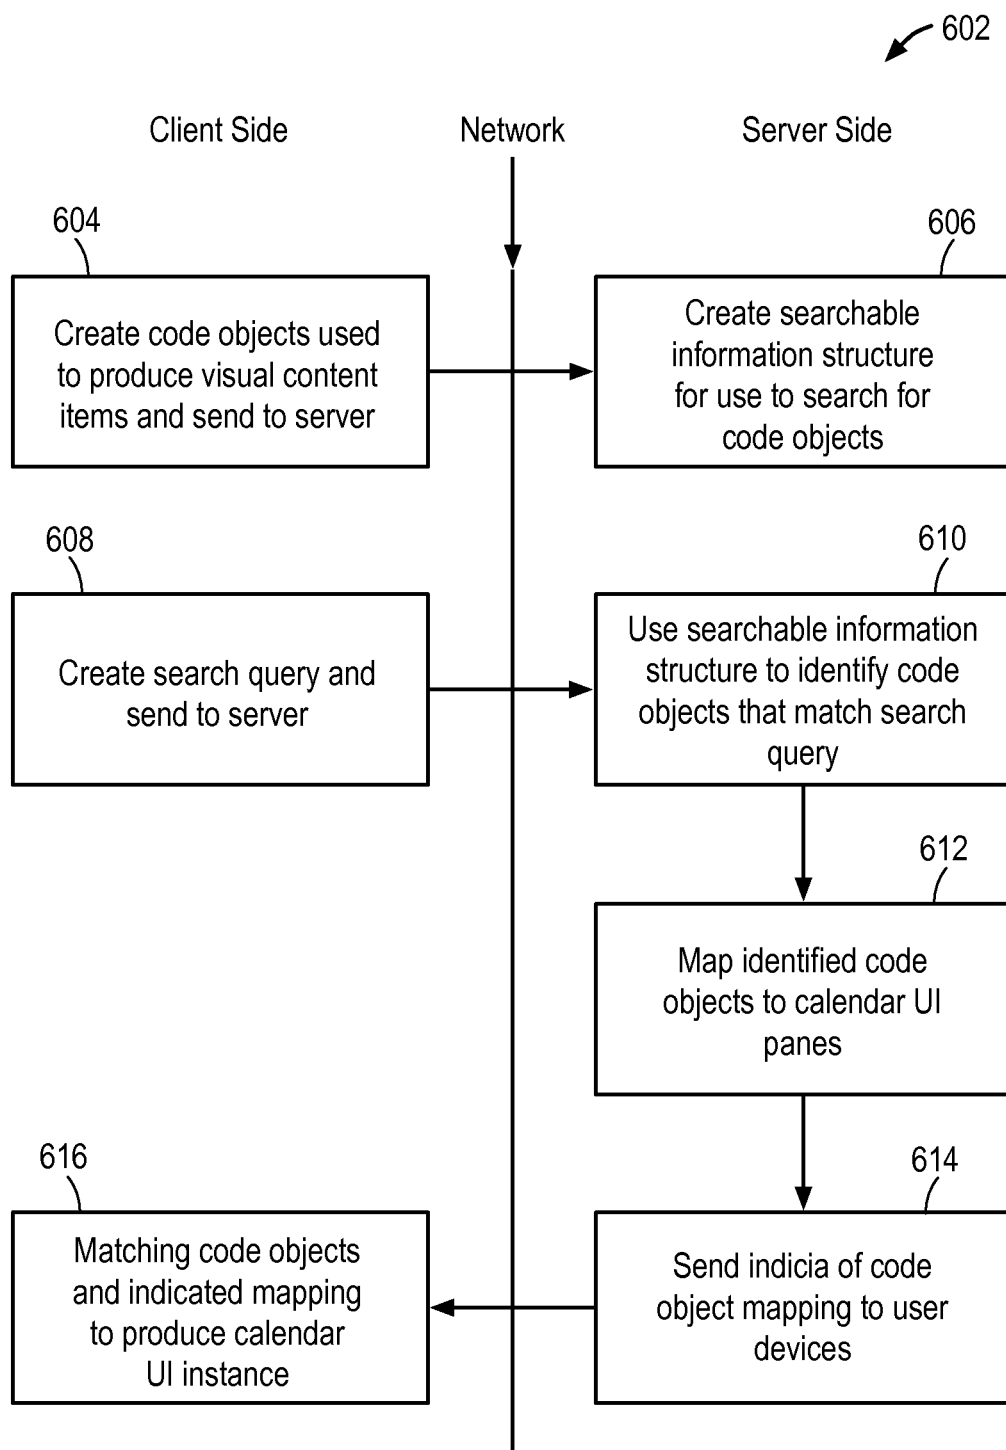 602
Client Side
Network
Server Side
604
606
Create code objects used
to produce visual content
items and send to server
Create searchable
information structure
for use to search for
code objects
608
610
Create search query and
send to server
Use searchable information
structure to identify code
objects that match search
query
612
Map identified code
objects to calendar UI
panes
616
614
Matching code objects
and indicated mapping
to produce calendar
UI instance
Send indicia of code
object mapping to user
devices